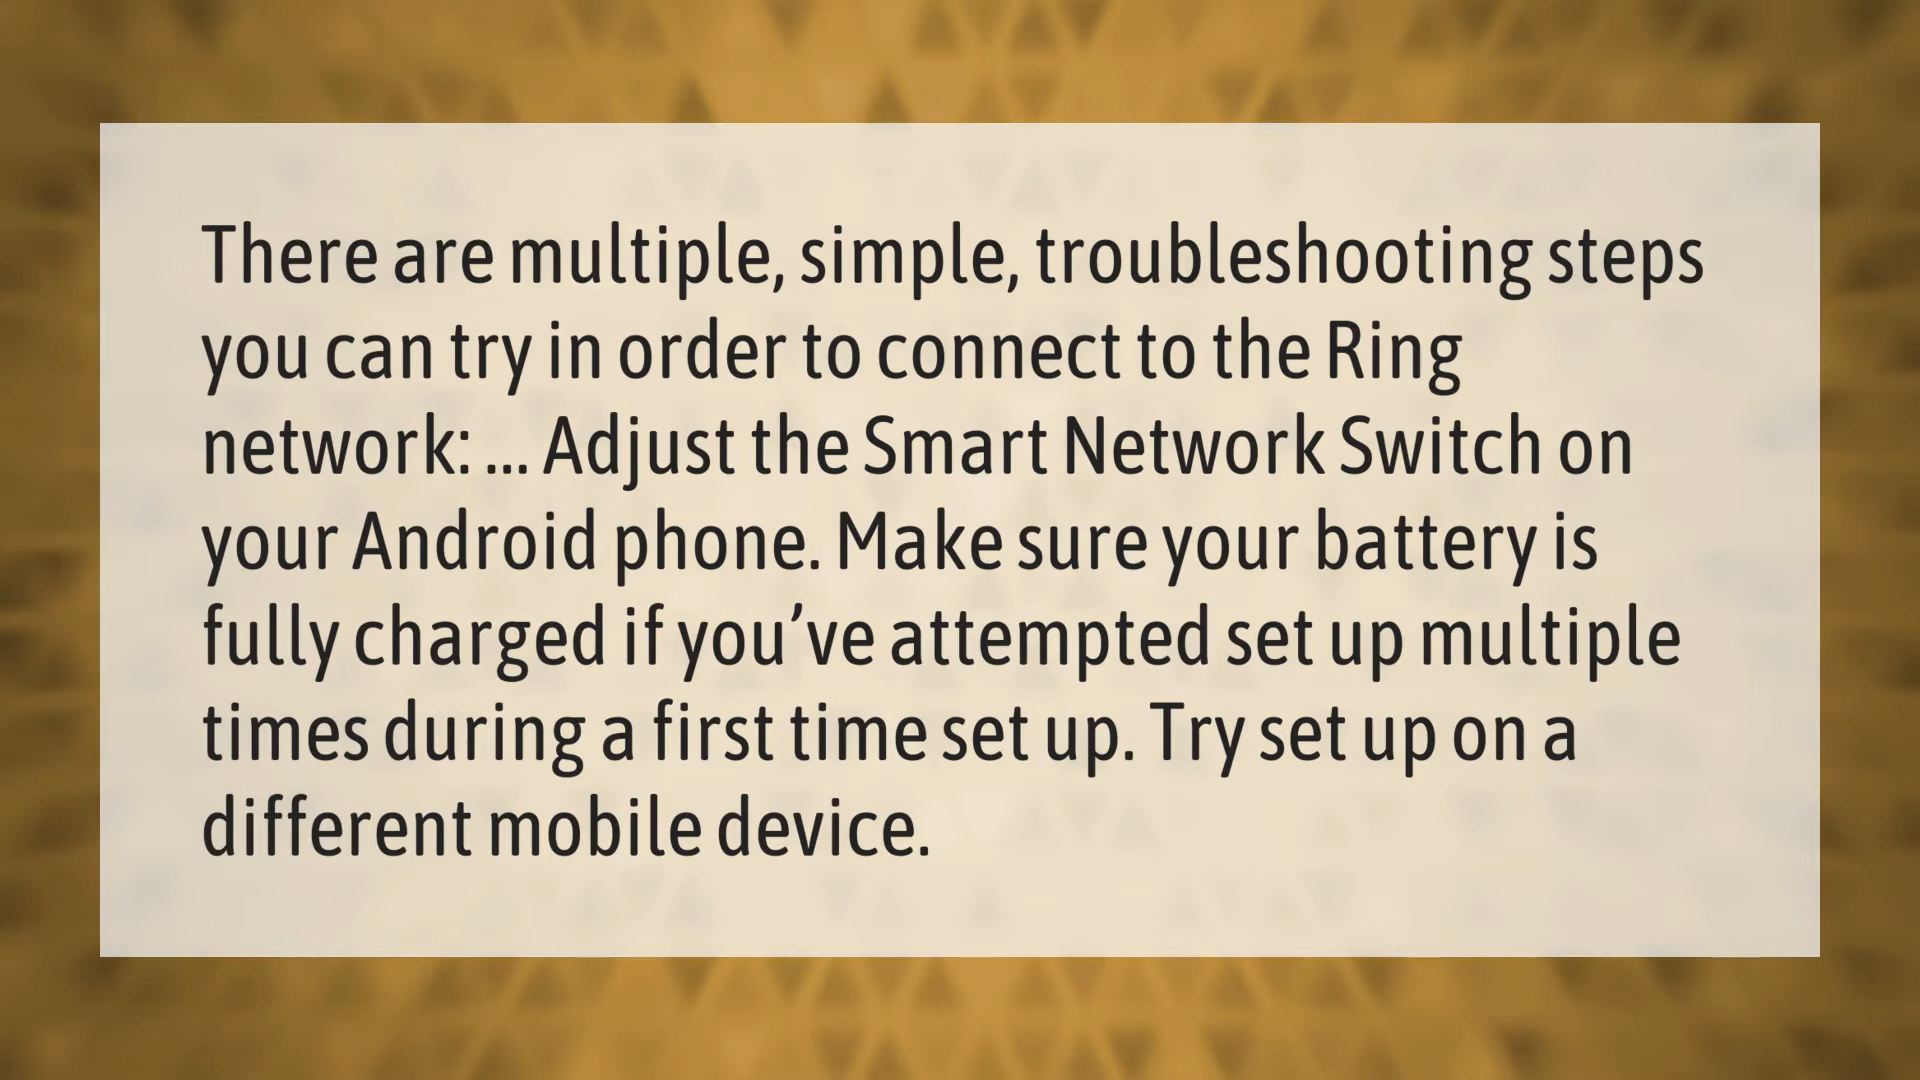 There are multiple, simple, troubleshooting steps
you can try in order to connect to the Ring
network: ... Adjust the Smart Network Switch on
your Android phone. Make sure your battery is
fully charged if you’ve attempted set up multiple
times during a first time set up. Try set up on a
different mobile device.